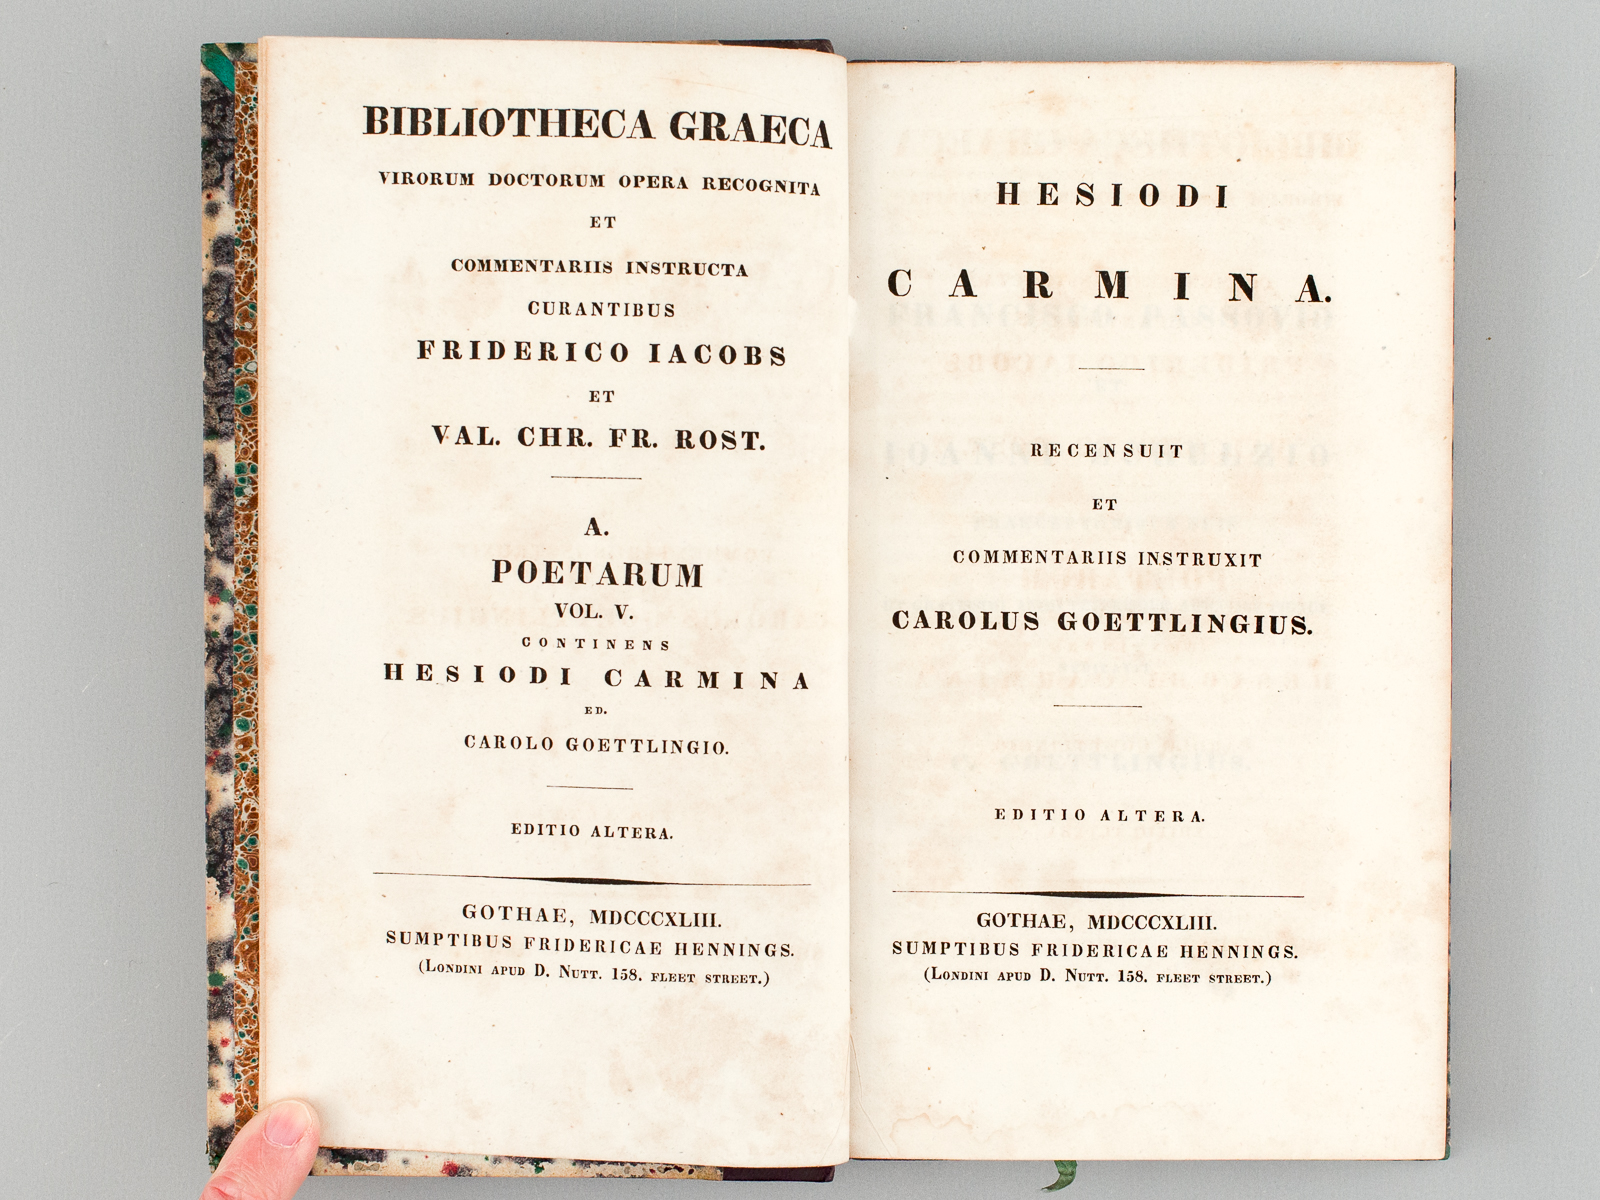 BIBLIOTHECA GRAECA
VIRORUM DOCTORUM OPERA RECOGNITA
ET
COMMENTARIIS INSTRUCTA
CURANTIBUS
FRIDERICO IACOBS
ET
VAL. CHR. FR. ROST.
A.
POETARUM
VOL. V.
CONTINENS
HESIODI CARMINA
ED.
CAROLO GOETTLINGIO.
EDITIO ALTERA.
GOTHAE, MDCCCXLIII.
SUMPTIBUS FRIDERICAE HENNINGS.
(LONDINI APUD D. NUTT. 158. FLEET STREET.)
HESIODI
CARMINA.
RECENSUIT
ET
COMMENTARIIS INSTRUXIT
CAROLUS GOETTLINGIUS.
EDITIO ALTERA.
GOTHAE, MDCCCXLIII.
SUMPTIBUS FRIDERICAE HENNINGS.
(LONDINI APUD D. NUTT. 158. FLEET STREET.)